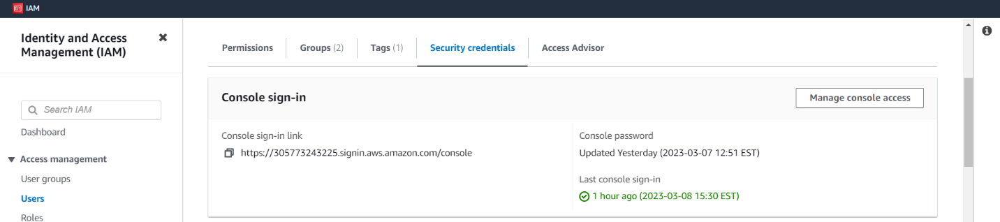 IAM
Identity and Access
Management (IAM)
Search IAM
Dashboard
Access management
User groups
Users
Roles
Permissions
Groups (2)
Tags (1)
Security credentials
Access Advisor
Console sign-in
Manage console access
Console sign-in link
https://305773243225.signin.aws.amazon.com/console
Console password
Updated Yesterday (2023-03-07 12:51 EST)
Last console sign-in
1 hour ago (2023-03-08 15:30 EST)